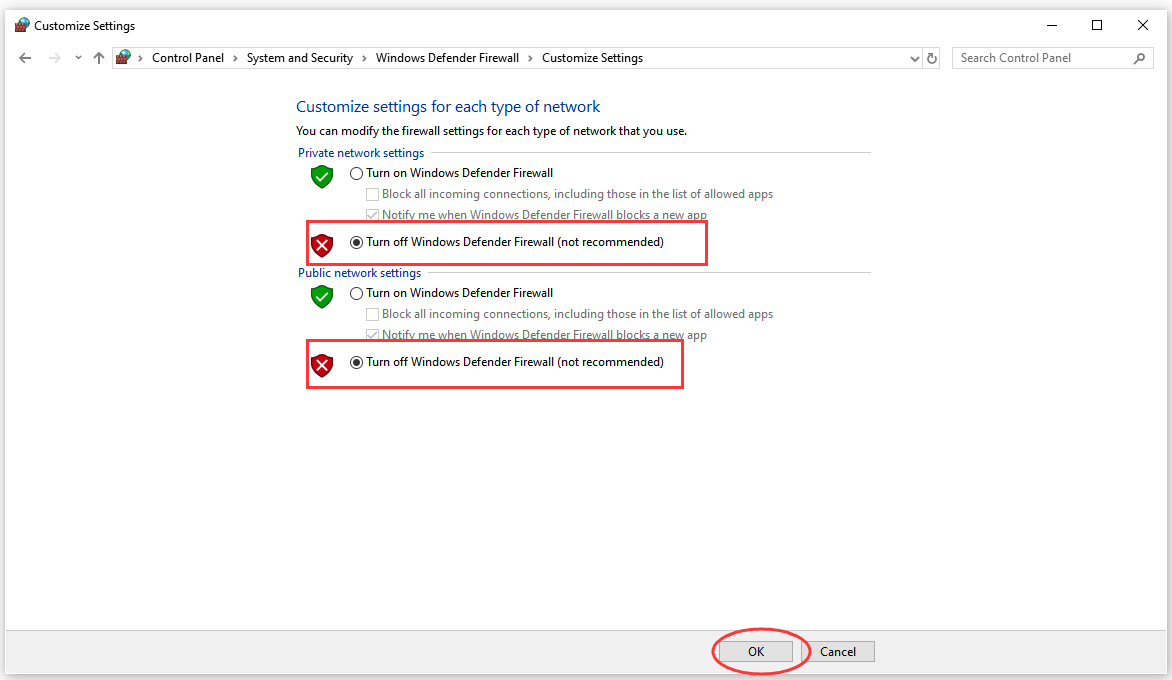 Customize Settings
Control Panel > System and Security > Windows Defender Firewall > Customize Settings
Search Control Panel
Customize settings for each type of network
You can modify the firewall settings for each type of network that you use.
Private network settings
Turn on Windows Defender Firewall
Block all incoming connections, including those in the list of allowed apps
Notify me when Windows Defender Firewall blocks a new app
Turn off Windows Defender Firewall (not recommended)
Public network settings
Turn on Windows Defender Firewall
Block all incoming connections, including those in the list of allowed apps
Notify me when Windows Defender Firewall blocks a new app
Turn off Windows Defender Firewall (not recommended)
OK Cancel